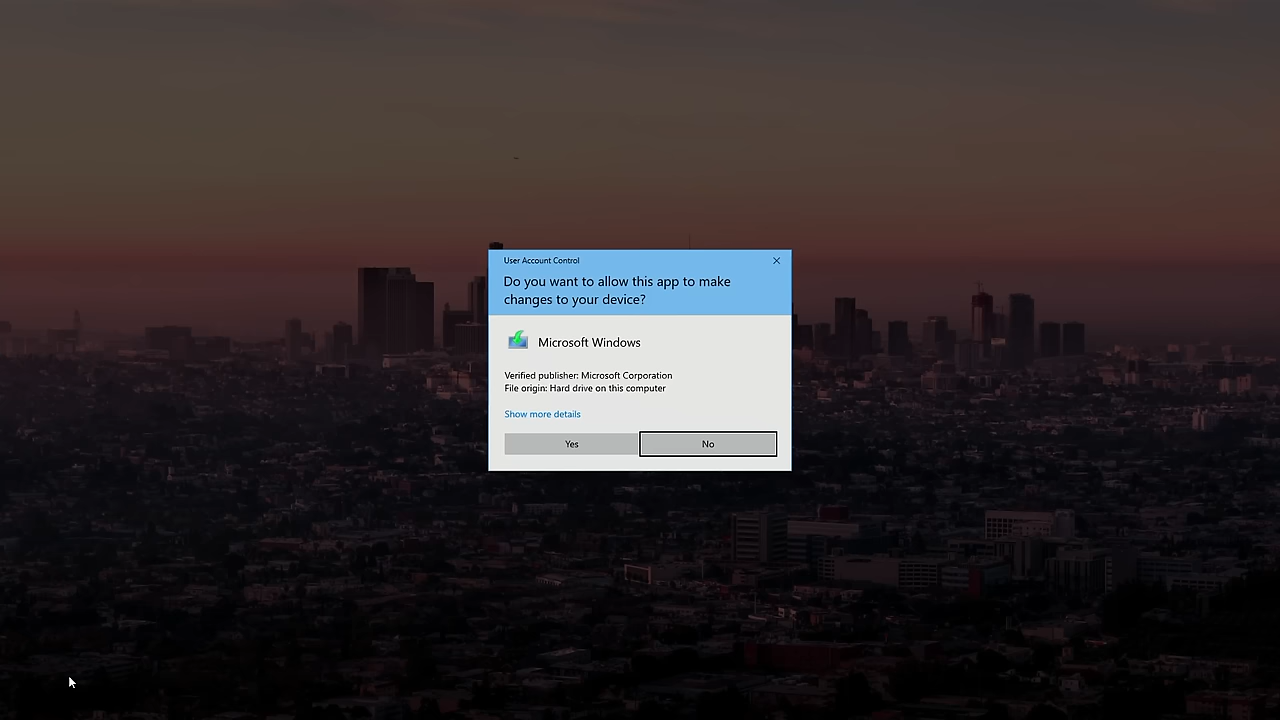 User Account Control
Do you want to allow this app to make
changes to your device?
Microsoft Windows
Verified publisher: Microsoft Corporation
File origin: Hard drive on this computer
Show more details
Yes
No